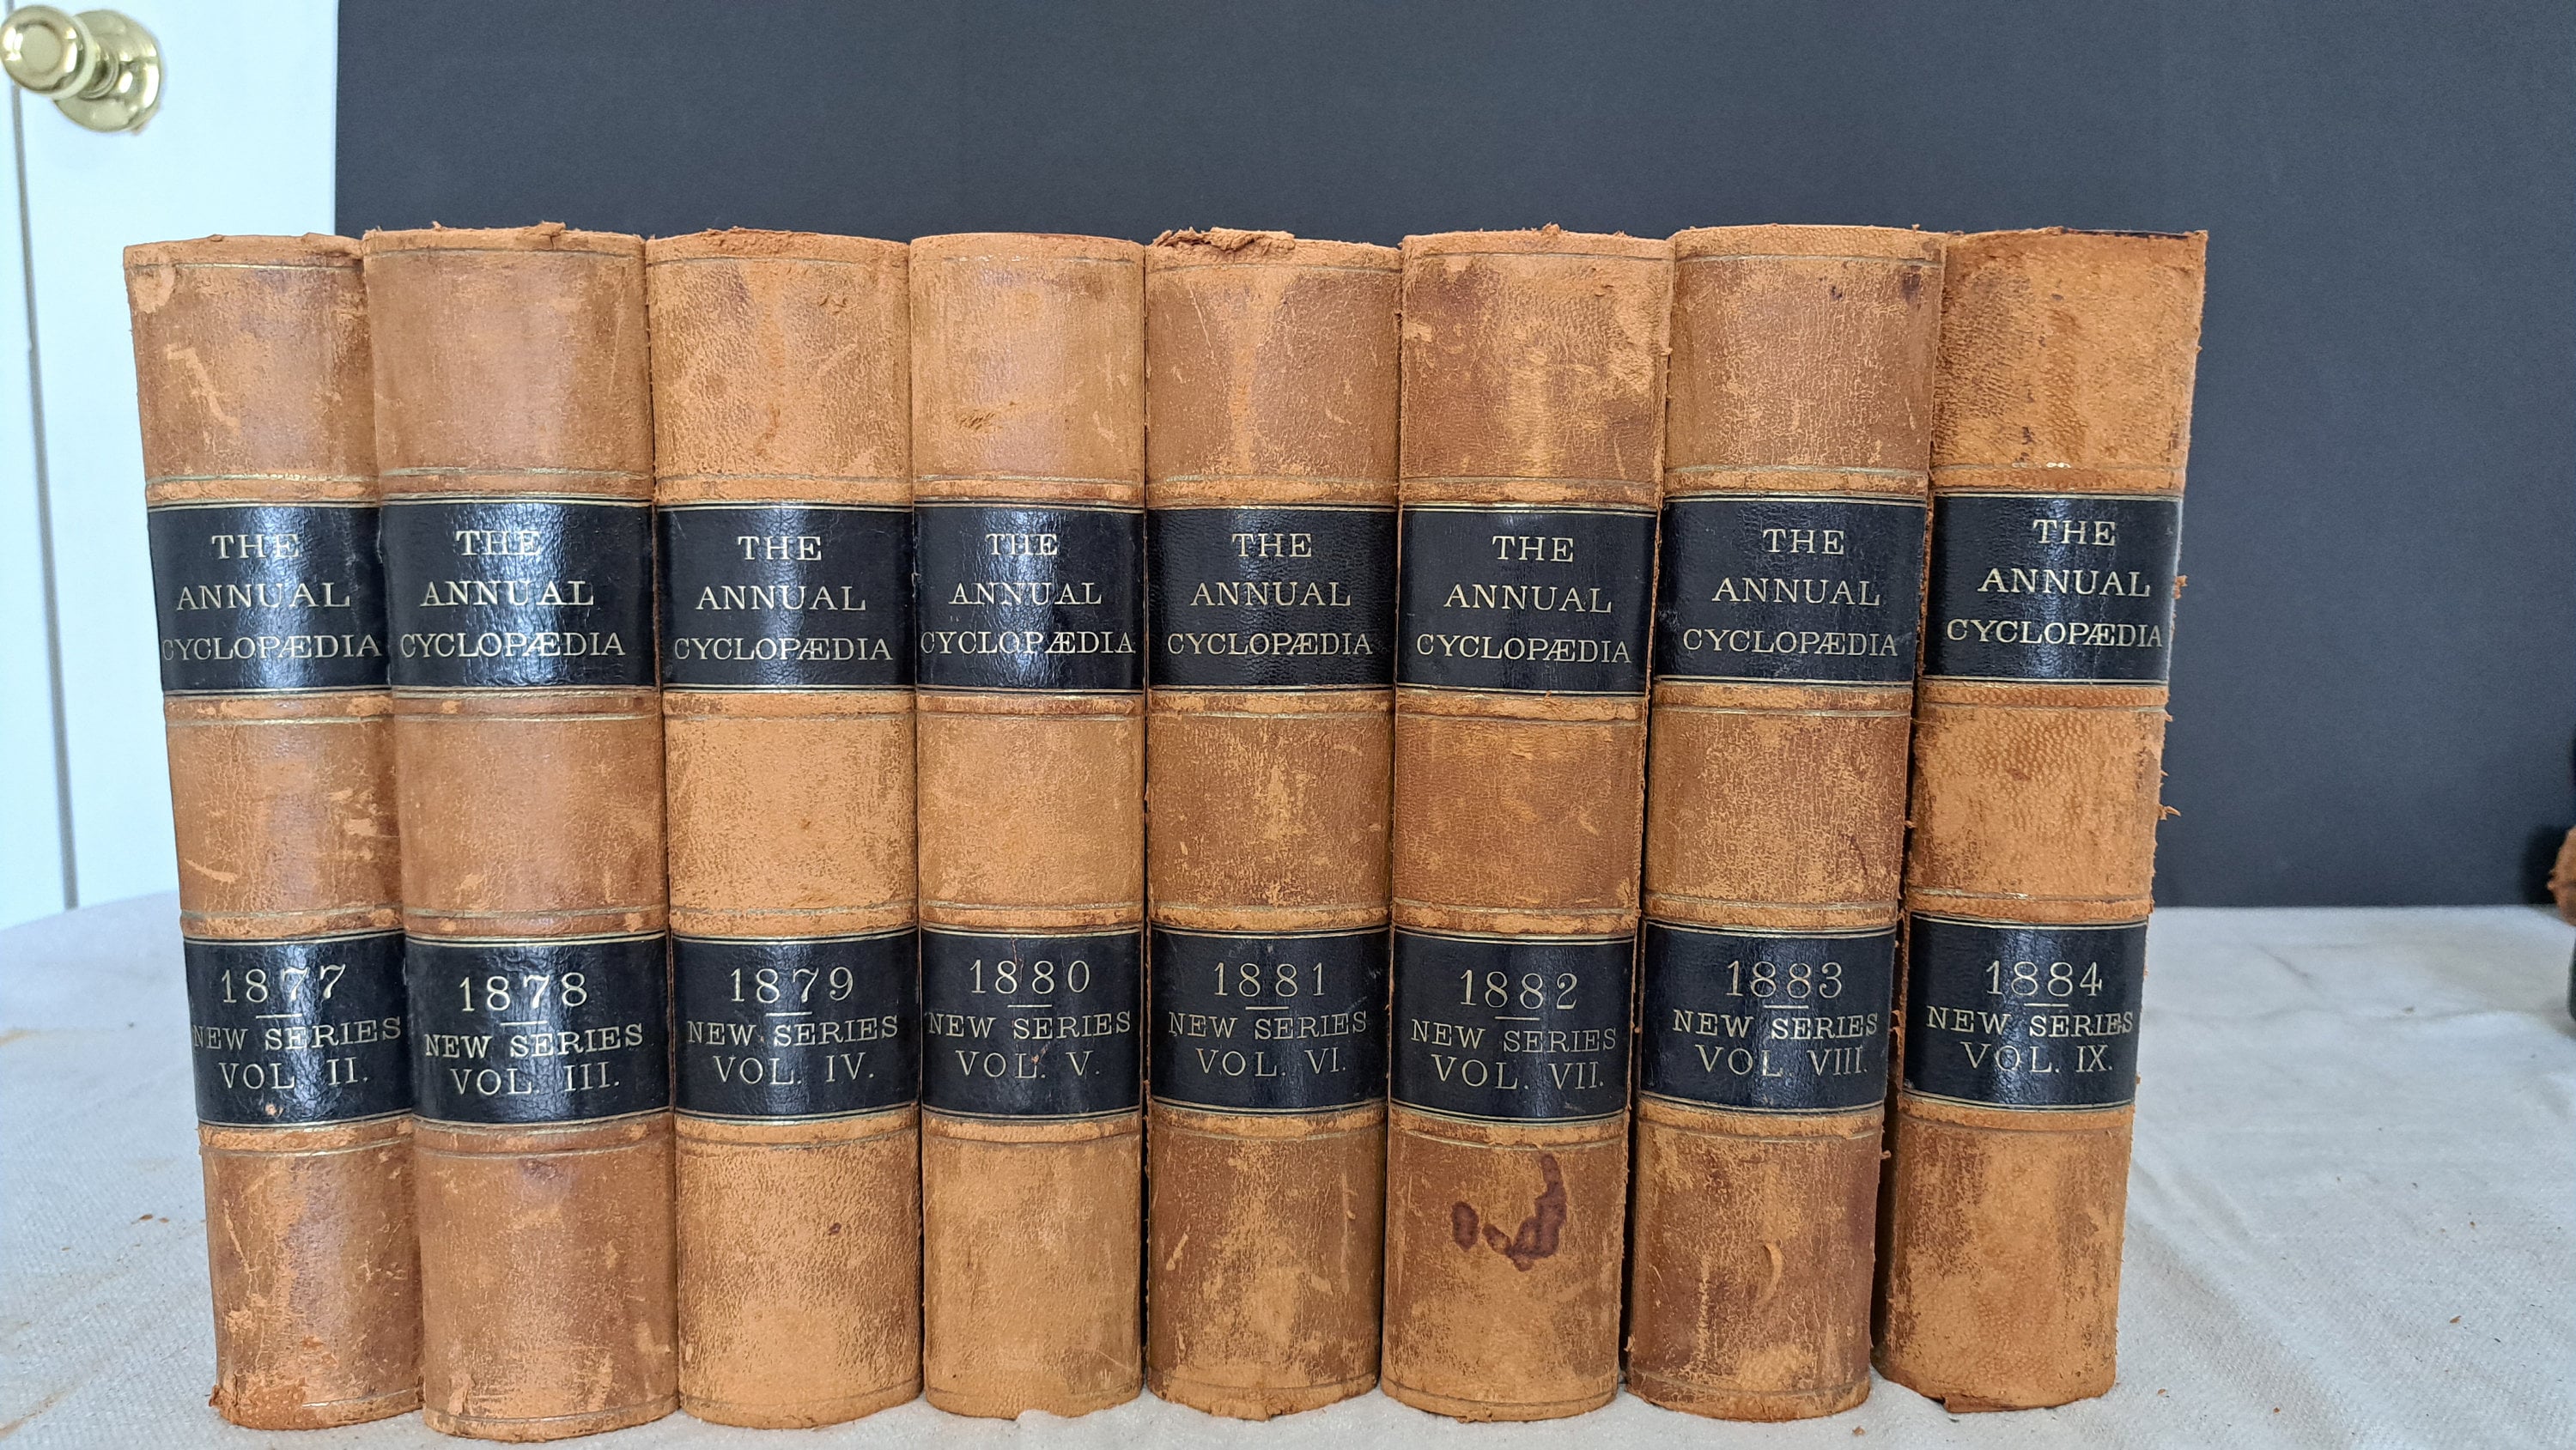 THE
ANNUAL
CYCLOPÆDIA
1877
NEW SERIES
VOL II.
THE
ANNUAL
CYCLOPÆDIA
1878
NEW SERIES
VOL. III.
THE
ANNUAL
CYCLOPÆDIA
1879
NEW SERIES
VOL. IV.
THE
ANNUAL
CYCLOPÆDIA
1880
NEW SERIES
VOL. V.
THE
ANNUAL
CYCLOPÆDIA
1881
NEW SERIES
VOL. VI.
THE
ANNUAL
CYCLOPÆDIA
1882
NEW SERIES
VOL. VII.
THE
ANNUAL
CYCLOPÆDIA
1883
NEW SERIES
VOL VIII.
THE
ANNUAL
CYCLOPÆDIA
1884
NEW SERIES
VOL. IX.